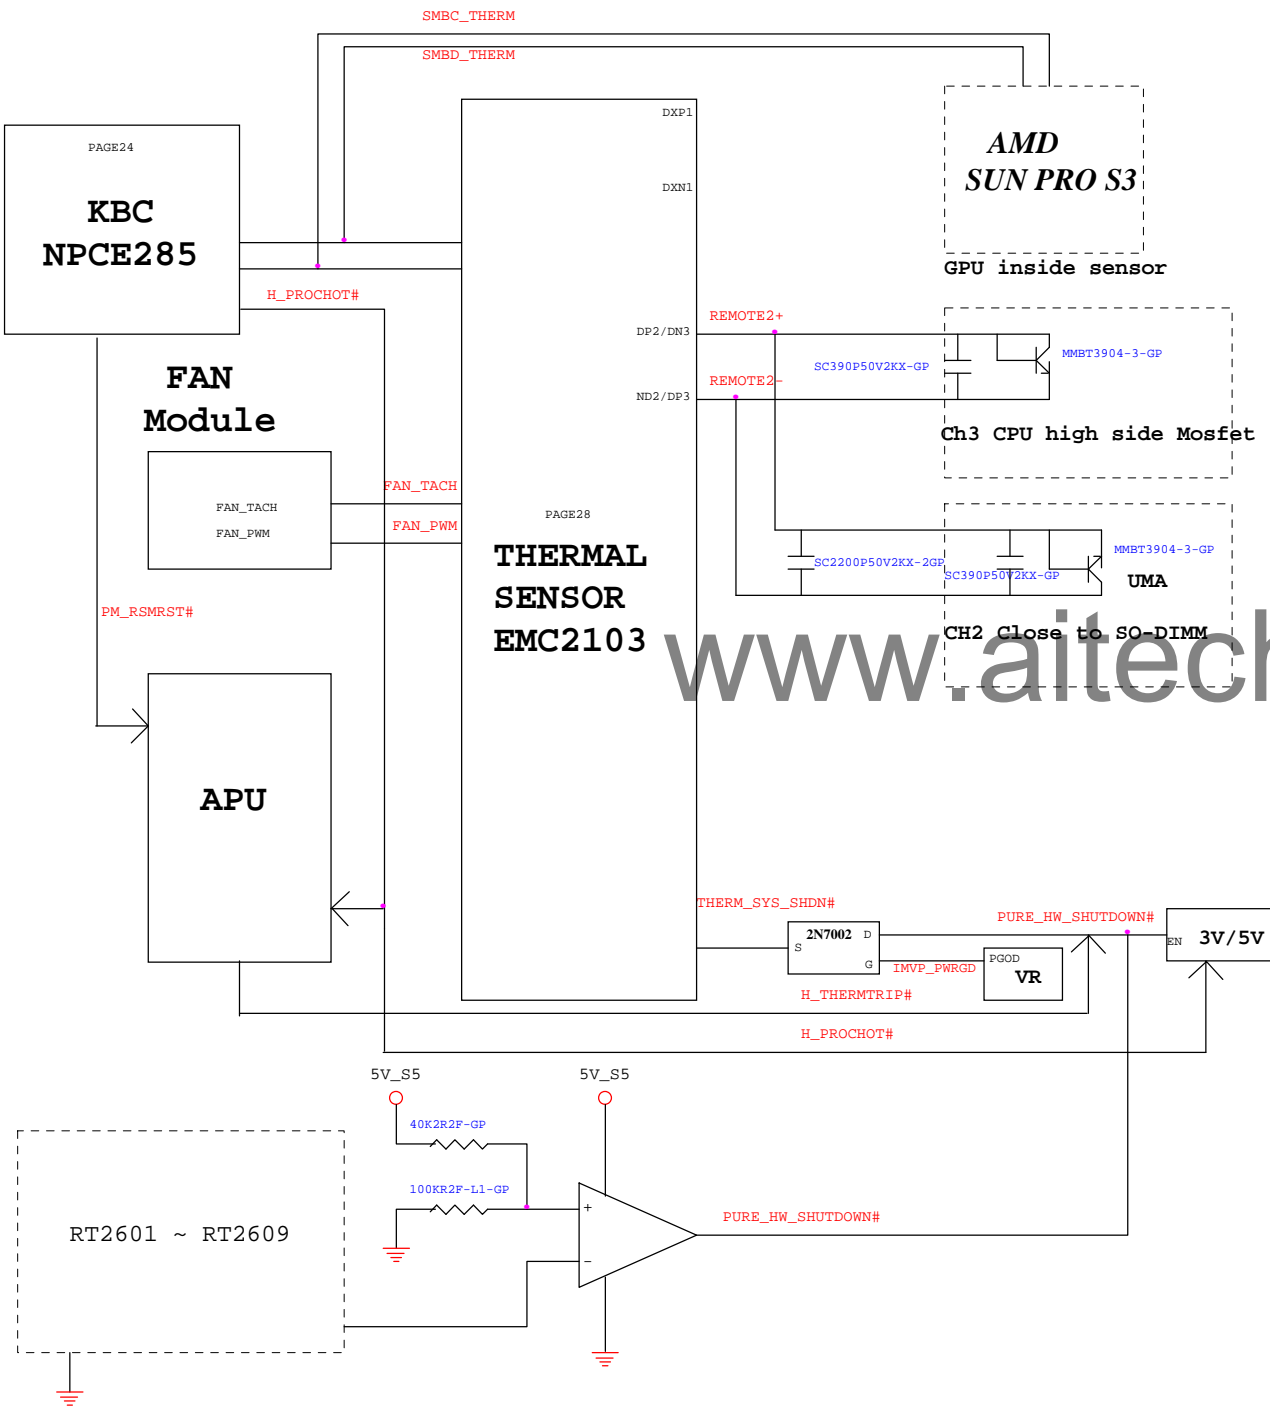 SMBC_THERM
SMBD_THERM
DXP1
PAGE24
AMD
SUN PRO S3
DXN1
KBC
NPCE285
GPU inside sensor
H_PROCHOT#
REMOTE2+
DP2/DN3
MMBT3904-3-GP
SC390P50V2KX-GP
FAN
Module
REMOTE2-
ND2/DP3
Ch3 CPU high side Mosfet
FAN_TACH
FAN_TACH
PAGE28
FAN_PWM
FAN_PWM
THERMAL
SENSOR
EMC2103
MMBT3904-3-GP
SC2200P50V2KX-2GP
SC390P50V2KX-GP
UMA
PM_RSMRST#
CH2 Close to SO-DIMM
www.aitech
APU
THERM_SYS_SHDN#
PURE_HW_SHUTDOWN#
2N7002
D
S
G
EN
3V/5V
PGOD
VR
IMVP_PWRGD
H_THERMTRIP#
H_PROCHOT#
5V_S5
5V_S5
40K2R2F-GP
100KR2F-L1-GP
+
PURE_HW_SHUTDOWN#
RT2601 ~ RT2609
−